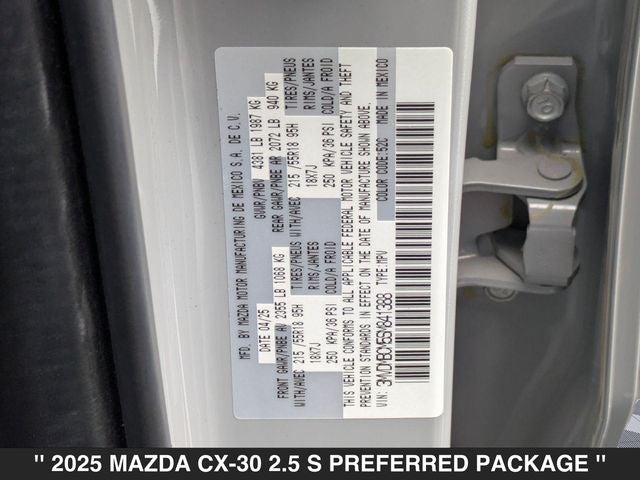 MFD. BY MAZDA MOTOR MANUFACTURING DE MEXICO S.A. DE C.V.
DATE 04/25 GVWR/PNBV 4381 LB 1987 KG
FRONT GAWR/PNBE AV 2355 LB 1068 KG REAR GAWR/PNBE AR 2072 LB 940 KG
WITH/AVEC 215 /55R18 95H TIRES/PNEUS WITH/AVEC 215 /55R18 95H TIRES/PNEUS
18X7J RIMS/JANTES 18X7J RIMS/JANTES
250 KPA/36 PSI COLD/A FROID 250 KPA/36 PSI COLD/A FROID
THIS VEHICLE CONFORMS TO ALL APPLICABLE FEDERAL MOTOR VEHICLE SAFETY AND THEFT
PREVENTION STANDARDS IN EFFECT ON THE DATE OF MANUFACTURE SHOWN ABOVE.
VIN: 3MVDMBCM5SM841388 TYPE: MPV COLOR CODE: 52C MADE IN MEXICO
" 2025 MAZDA CX-30 2.5 S PREFERRED PACKAGE "